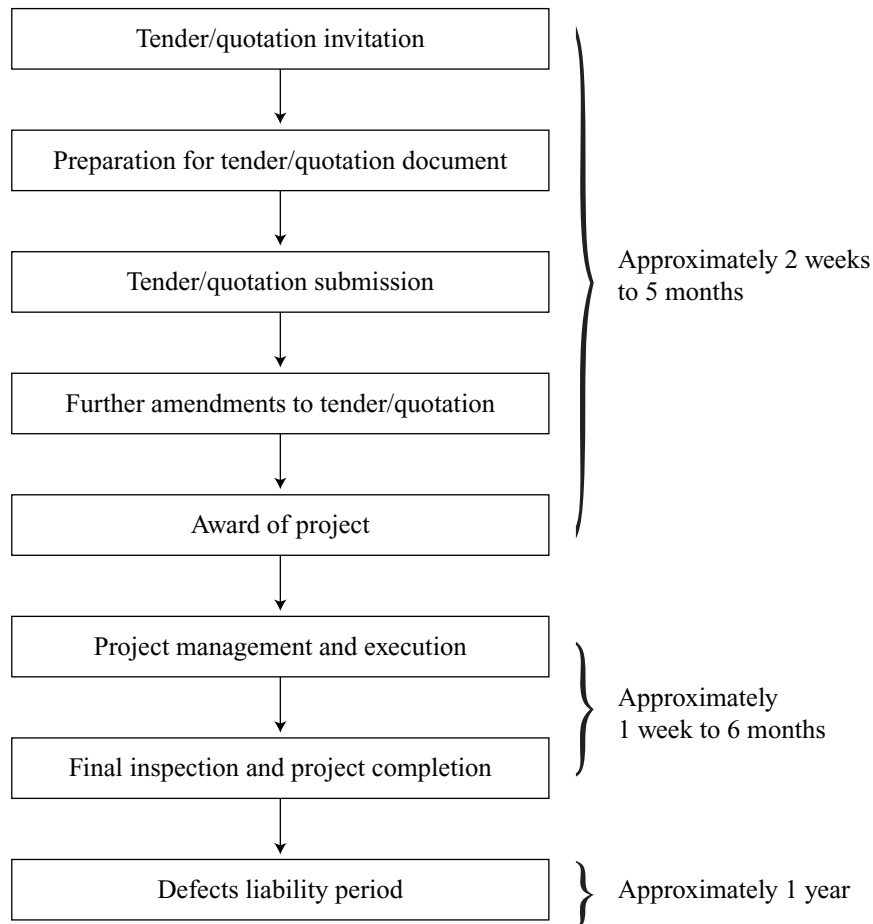 Tender/quotation invitation
Preparation for tender/quotation document
Tender/quotation submission
Further amendments to tender/quotation
Award of project
Approximately 2 weeks
to 5 months
Project management and execution
Final inspection and project completion
Approximately
1 week to 6 months
Defects liability period
Approximately 1 year